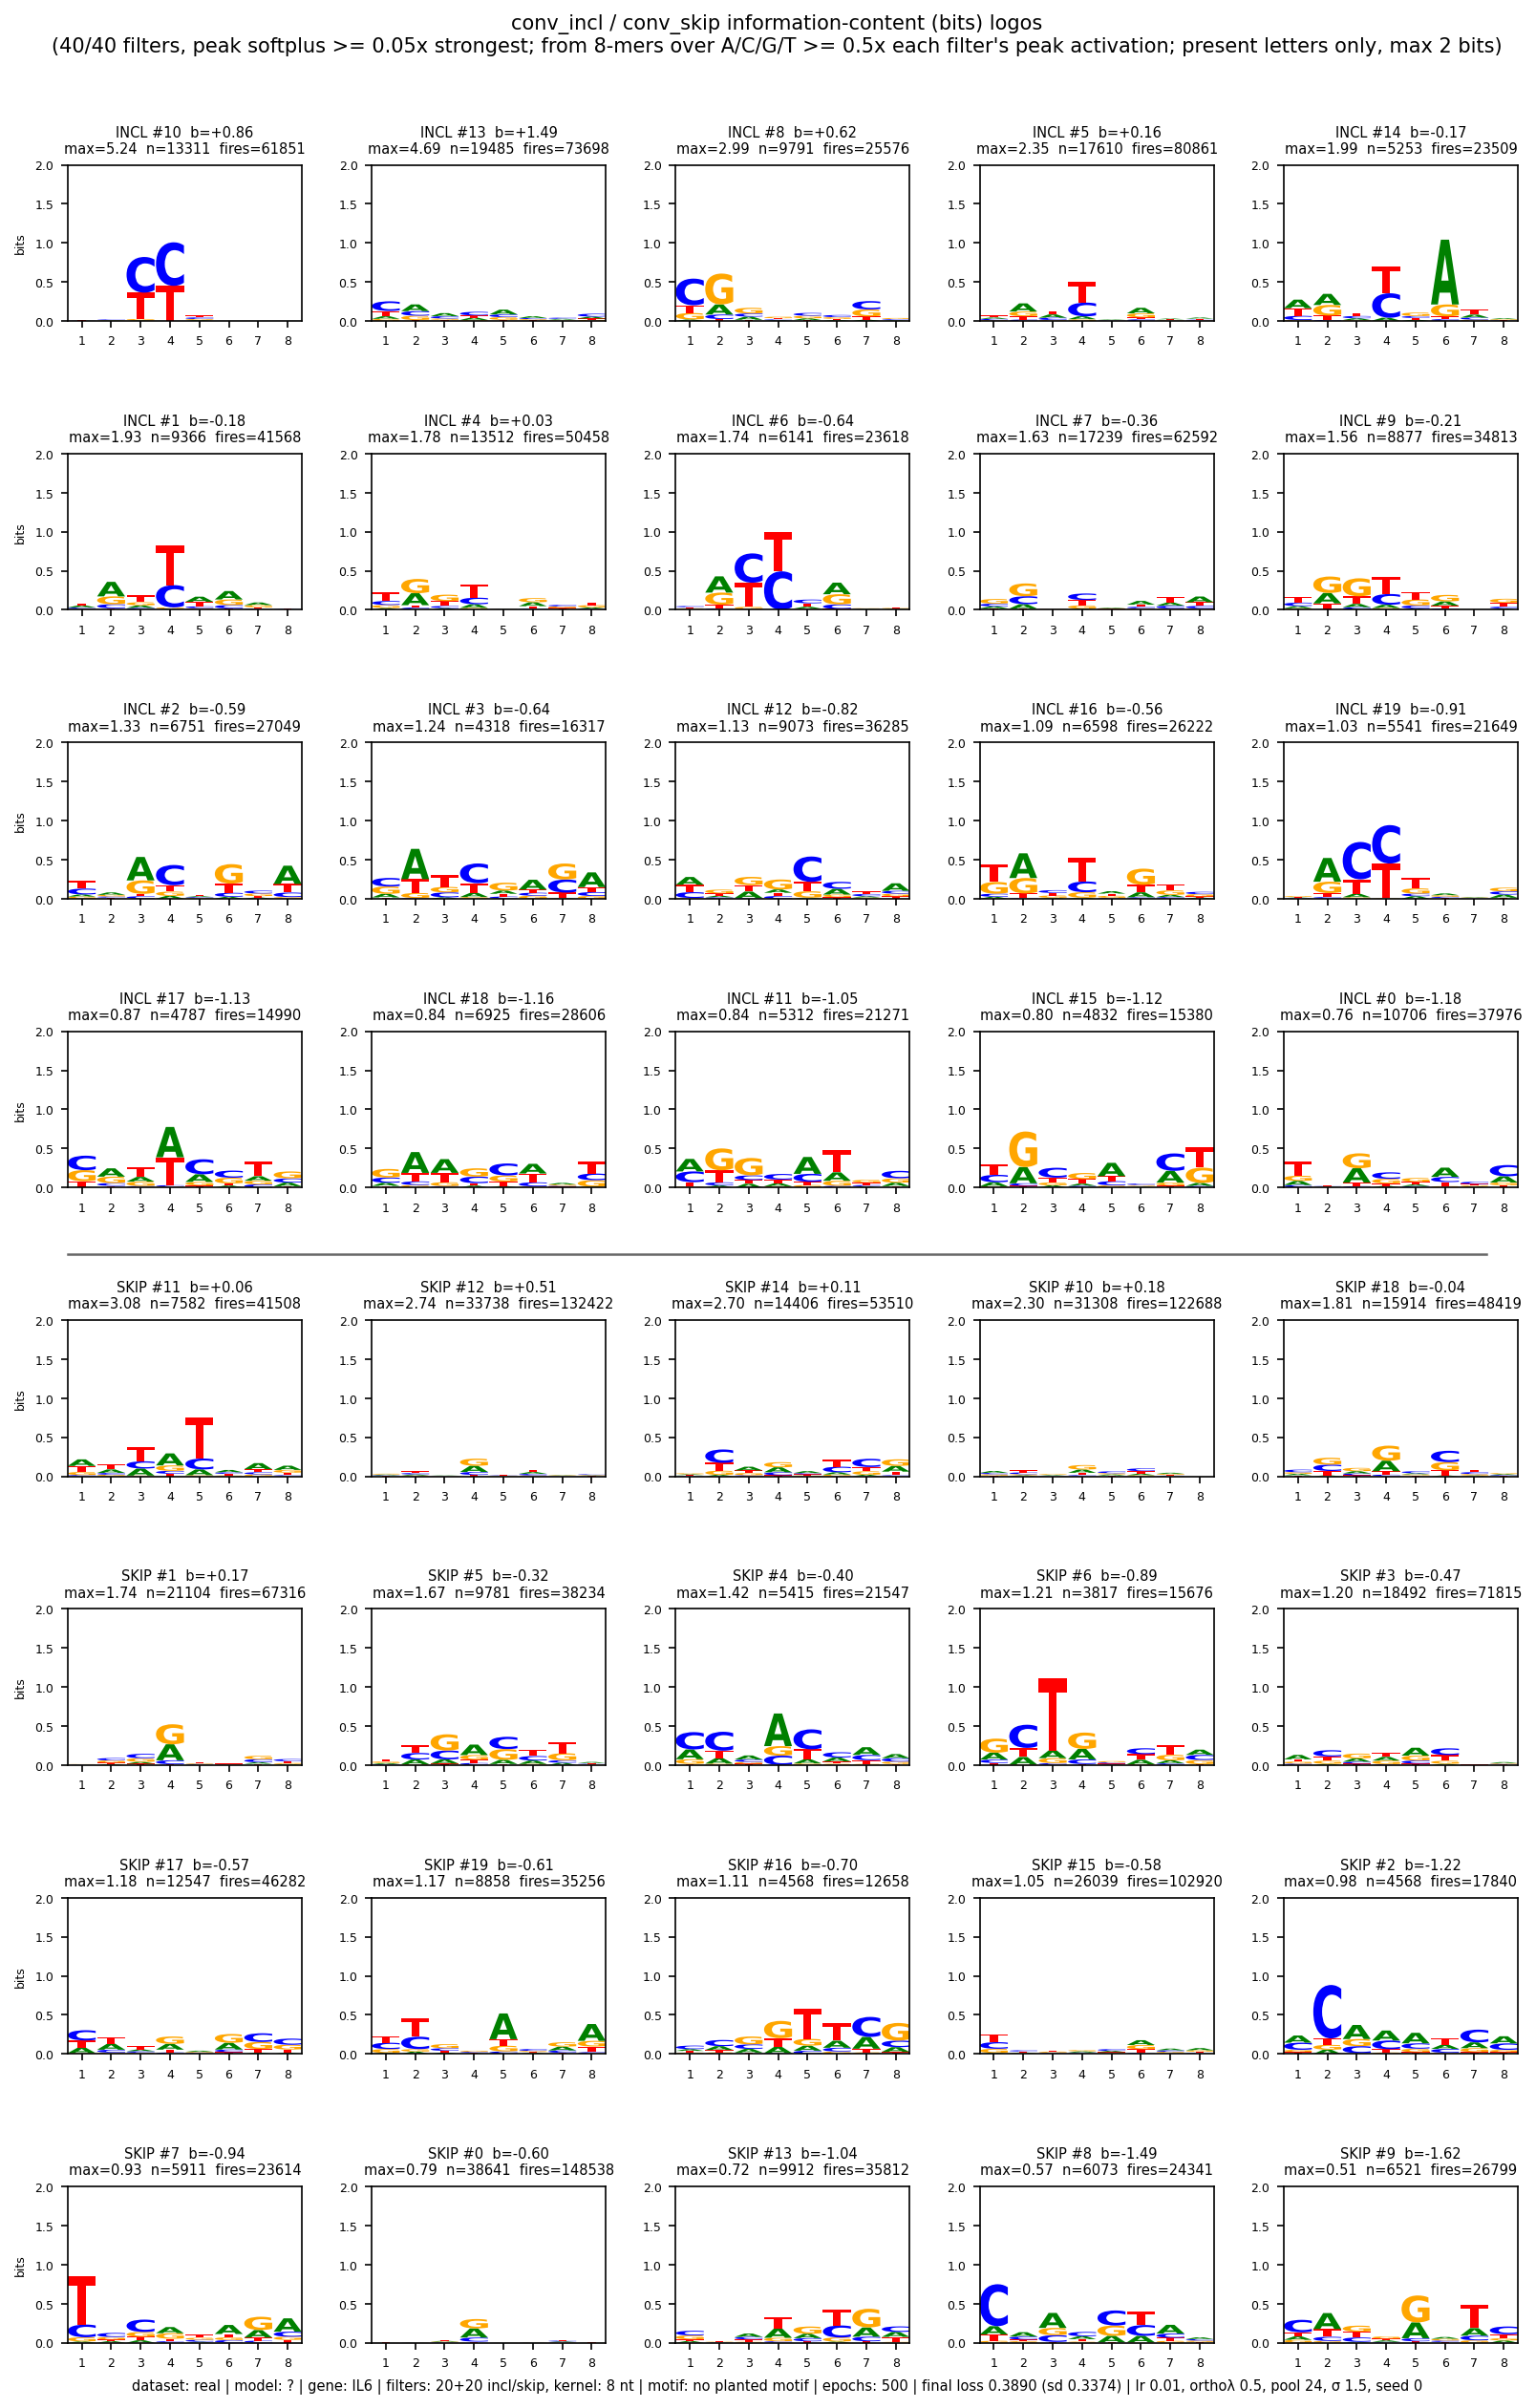 conv_incl / conv_skip information-content (bits) logos
(40/40 filters, peak softplus >= 0.05x strongest; from 8-mers over A/C/G/T >= 0.5x each filter's peak activation; present letters only, max 2 bits)
INCL #10 b=+0.86
max=5.24 n=13311 fires=61851
INCL #13 b=+1.49
max=4.69 n=19485 fires=73698
INCL #8 b=+0.62
max=2.99 n=9791 fires=25576
INCL #5 b=+0.16
max=2.35 n=17610 fires=80861
INCL #14 b=-0.17
max=1.99 n=5253 fires=23509
INCL #1 b=-0.18
max=1.93 n=9366 fires=41568
INCL #4 b=+0.03
max=1.78 n=13512 fires=50458
INCL #6 b=-0.64
max=1.74 n=6141 fires=23618
INCL #7 b=-0.36
max=1.63 n=17239 fires=62592
INCL #9 b=-0.21
max=1.56 n=8877 fires=34813
INCL #2 b=-0.59
max=1.33 n=6751 fires=27049
INCL #3 b=-0.64
max=1.24 n=4318 fires=16317
INCL #12 b=-0.82
max=1.13 n=9073 fires=36285
INCL #16 b=-0.56
max=1.09 n=6598 fires=26222
INCL #19 b=-0.91
max=1.03 n=5541 fires=21649
INCL #17 b=-1.13
max=0.87 n=4787 fires=14990
INCL #18 b=-1.16
max=0.84 n=6925 fires=28606
INCL #11 b=-1.05
max=0.84 n=5312 fires=21271
INCL #15 b=-1.12
max=0.80 n=4832 fires=15380
INCL #0 b=-1.18
max=0.76 n=10706 fires=37976
SKIP #11 b=+0.06
max=3.08 n=7582 fires=41508
SKIP #12 b=+0.51
max=2.74 n=33738 fires=132422
SKIP #14 b=+0.11
max=2.70 n=14406 fires=53510
SKIP #10 b=+0.18
max=2.30 n=31308 fires=122688
SKIP #18 b=-0.04
max=1.81 n=15914 fires=48419
SKIP #1 b=+0.17
max=1.74 n=21104 fires=67316
SKIP #5 b=-0.32
max=1.67 n=9781 fires=38234
SKIP #4 b=-0.40
max=1.42 n=5415 fires=21547
SKIP #6 b=-0.89
max=1.21 n=3817 fires=15676
SKIP #3 b=-0.47
max=1.20 n=18492 fires=71815
SKIP #17 b=-0.57
max=1.18 n=12547 fires=46282
SKIP #19 b=-0.61
max=1.17 n=8858 fires=35256
SKIP #16 b=-0.70
max=1.11 n=4568 fires=12658
SKIP #15 b=-0.58
max=1.05 n=26039 fires=102920
SKIP #2 b=-1.22
max=0.98 n=4568 fires=17840
SKIP #7 b=-0.94
max=0.93 n=5911 fires=23614
SKIP #0 b=-0.60
max=0.79 n=38641 fires=148538
SKIP #13 b=-1.04
max=0.72 n=9912 fires=35812
SKIP #8 b=-1.49
max=0.57 n=6073 fires=24341
SKIP #9 b=-1.62
max=0.51 n=6521 fires=26799
dataset: real | model: ? | gene: IL6 | filters: 20+20 incl/skip, kernel: 8 nt | motif: no planted motif | epochs: 500 | final loss 0.3890 (sd 0.3374) | lr 0.01, orthoλ 0.5, pool 24, σ 1.5, seed 0